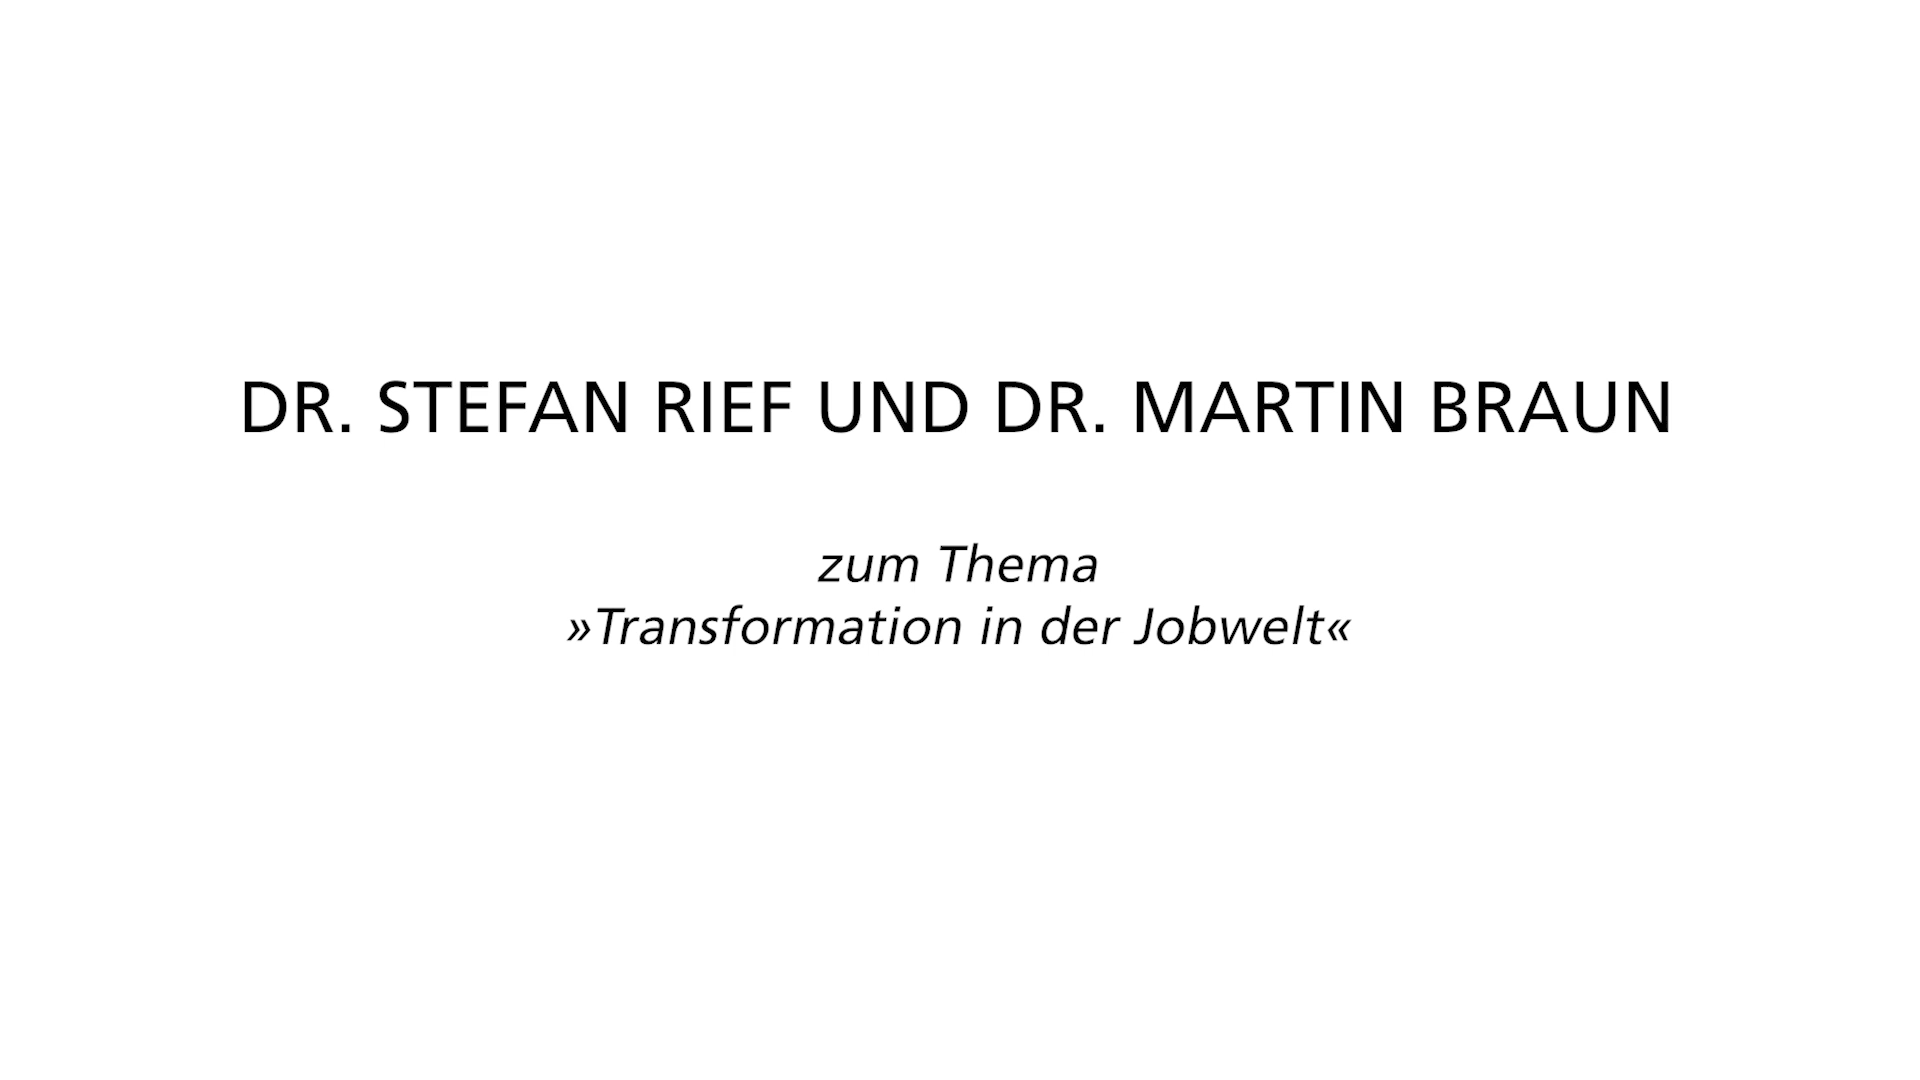 DR. STEFAN RIEF UND DR. MARTIN BRAUN
zum Thema
»Transformation in der Jobwelt«